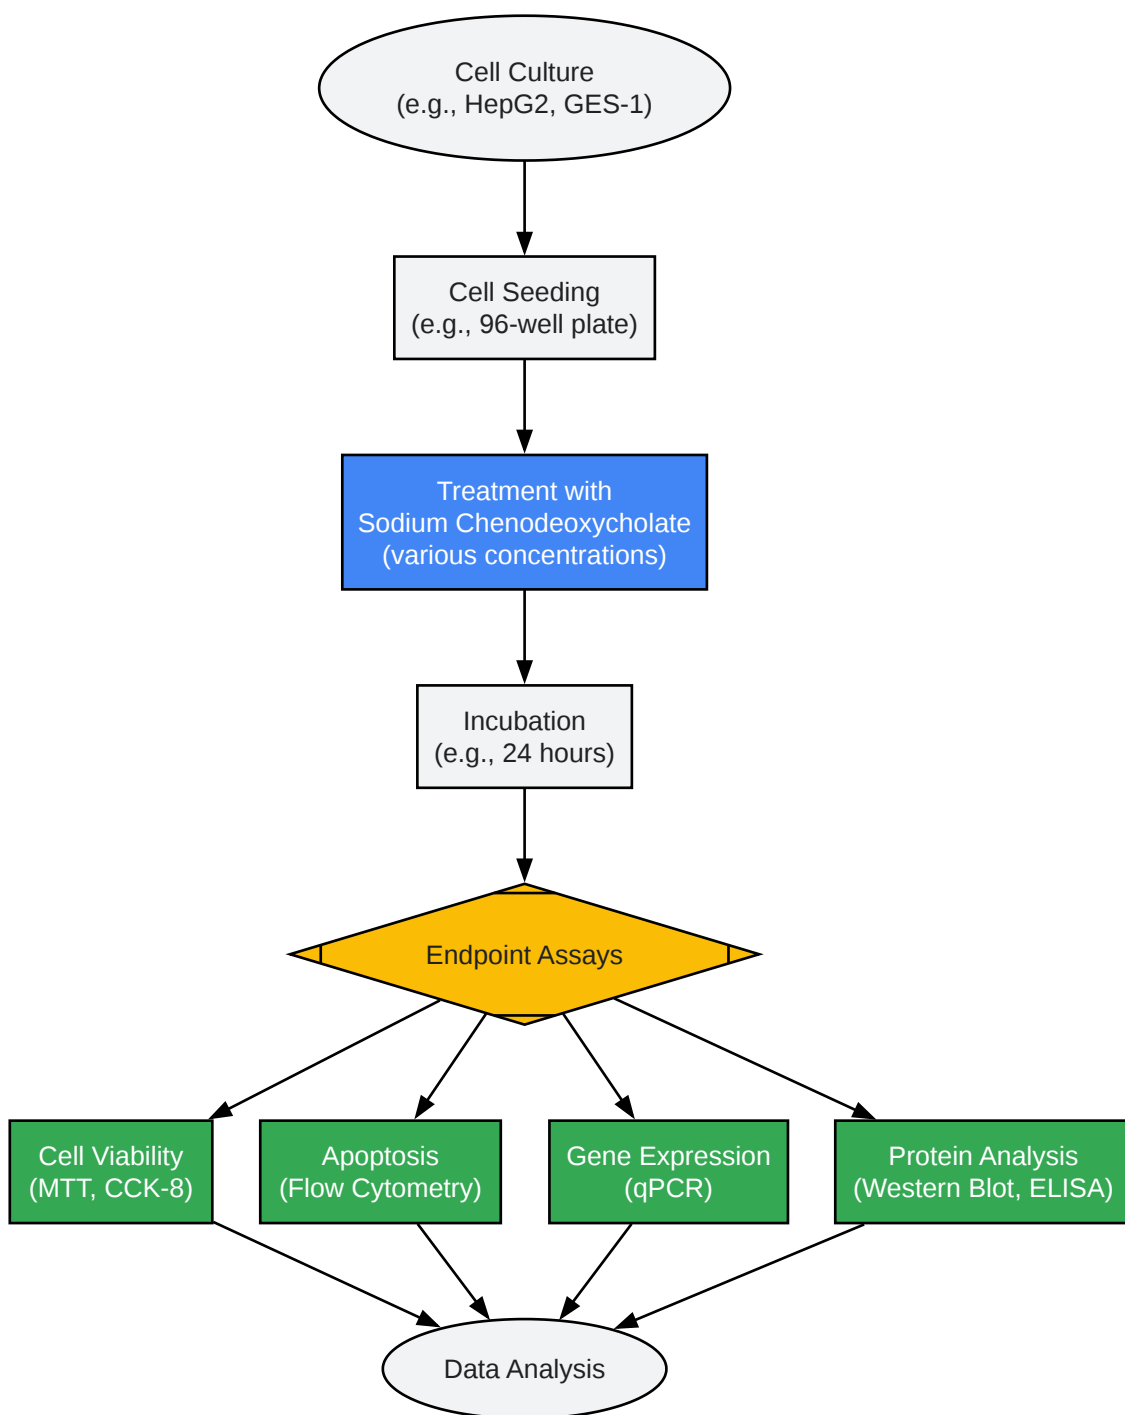 Cell Culture
(e.g., HepG2, GES-1)
Cell Seeding
(e.g., 96-well plate)
Treatment with
Sodium Chenodeoxycholate
(various concentrations)
Incubation
(e.g., 24 hours)
Endpoint Assays
Cell Viability
(MTT, CCK-8)
Apoptosis
(Flow Cytometry)
Gene Expression
(qPCR)
Protein Analysis
(Western Blot, ELISA)
Data Analysis